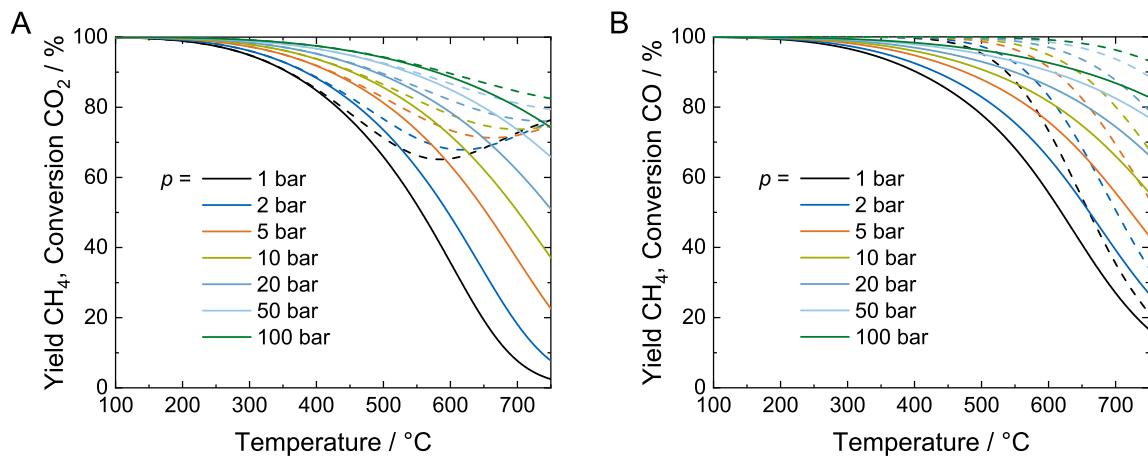 A
Yield CH4, Conversion CO2 / %
100
80
60
40
20
0
p =
1 bar
2 bar
5 bar
10 bar
20 bar
50 bar
100 bar
100 200 300 400 500 600 700
Temperature / °C
B
Yield CH4, Conversion CO / %
100
80
60
40
20
0
p =
1 bar
2 bar
5 bar
10 bar
20 bar
50 bar
100 bar
100 200 300 400 500 600 700
Temperature / °C